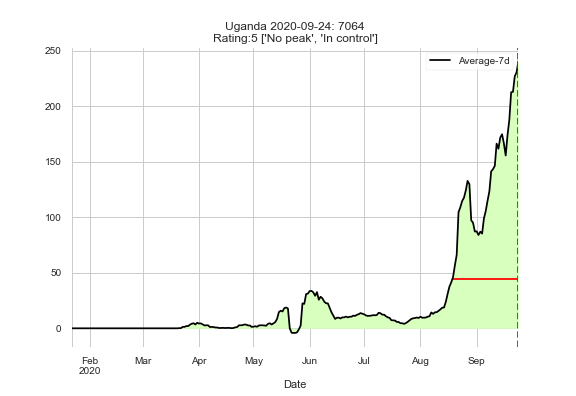 Uganda 2020-09-24: 7064
Rating:5 ['No peak', 'In control']
250
Average-7d
200
150
100
50
0
Feb Mar Apr May Jun Jul Aug Sep
2020
Date